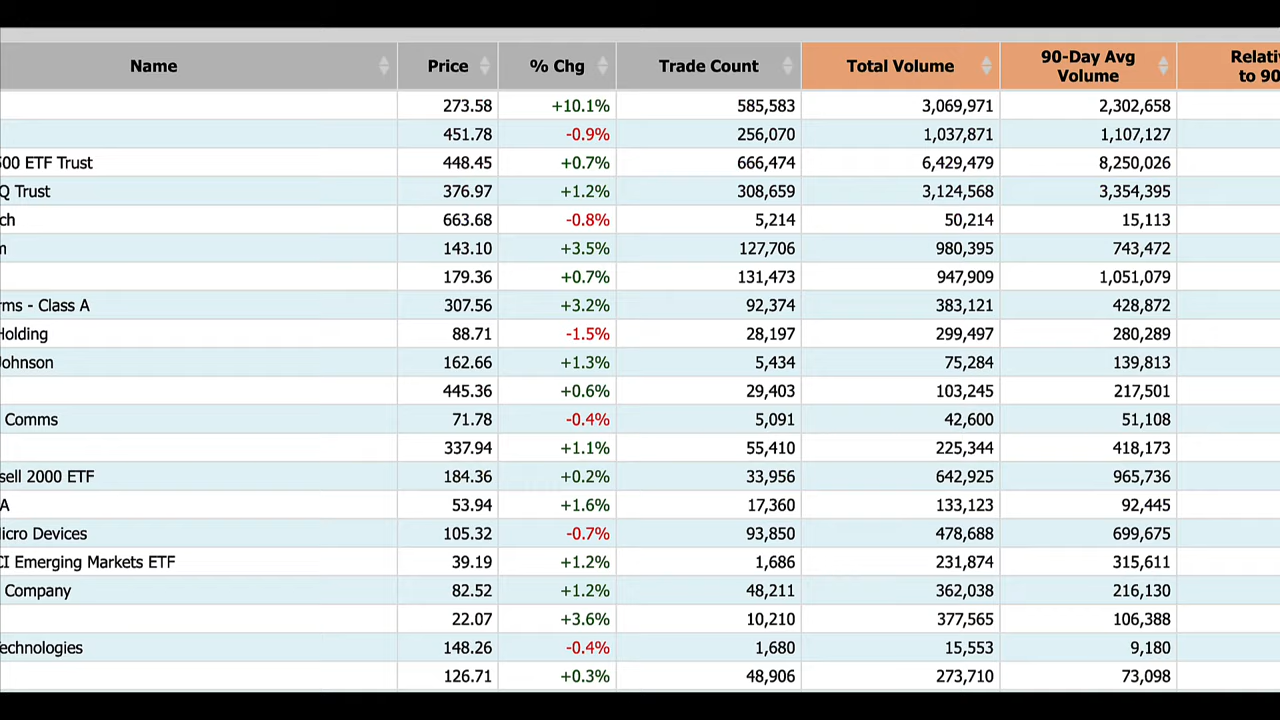 Name Price % Chg Trade Count Total Volume 90-Day Avg Volume Relati to 90
273.58 +10.1% 585,583 3,069,971 2,302,658
451.78 -0.9% 256,070 1,037,871 1,107,127
500 ETF Trust 448.45 +0.7% 666,474 6,429,479 8,250,026
Q Trust 376.97 +1.2% 308,659 3,124,568 3,354,395
ch 663.68 -0.8% 5,214 50,214 15,113
m 143.10 +3.5% 127,706 980,395 743,472
179.36 +0.7% 131,473 947,909 1,051,079
rms - Class A 307.56 +3.2% 92,374 383,121 428,872
Holding 88.71 -1.5% 28,197 299,497 280,289
Johnson 162.66 +1.3% 5,434 75,284 139,813
445.36 +0.6% 29,403 103,245 217,501
Comms 71.78 -0.4% 5,091 42,600 51,108
337.94 +1.1% 55,410 225,344 418,173
sell 2000 ETF 184.36 +0.2% 33,956 642,925 965,736
A 53.94 +1.6% 17,360 133,123 92,445
Micro Devices 105.32 -0.7% 93,850 478,688 699,675
CI Emerging Markets ETF 39.19 +1.2% 1,686 231,874 315,611
Company 82.52 +1.2% 48,211 362,038 216,130
22.07 +3.6% 10,210 377,565 106,388
Technologies 148.26 -0.4% 1,680 15,553 9,180
126.71 +0.3% 48,906 273,710 73,098